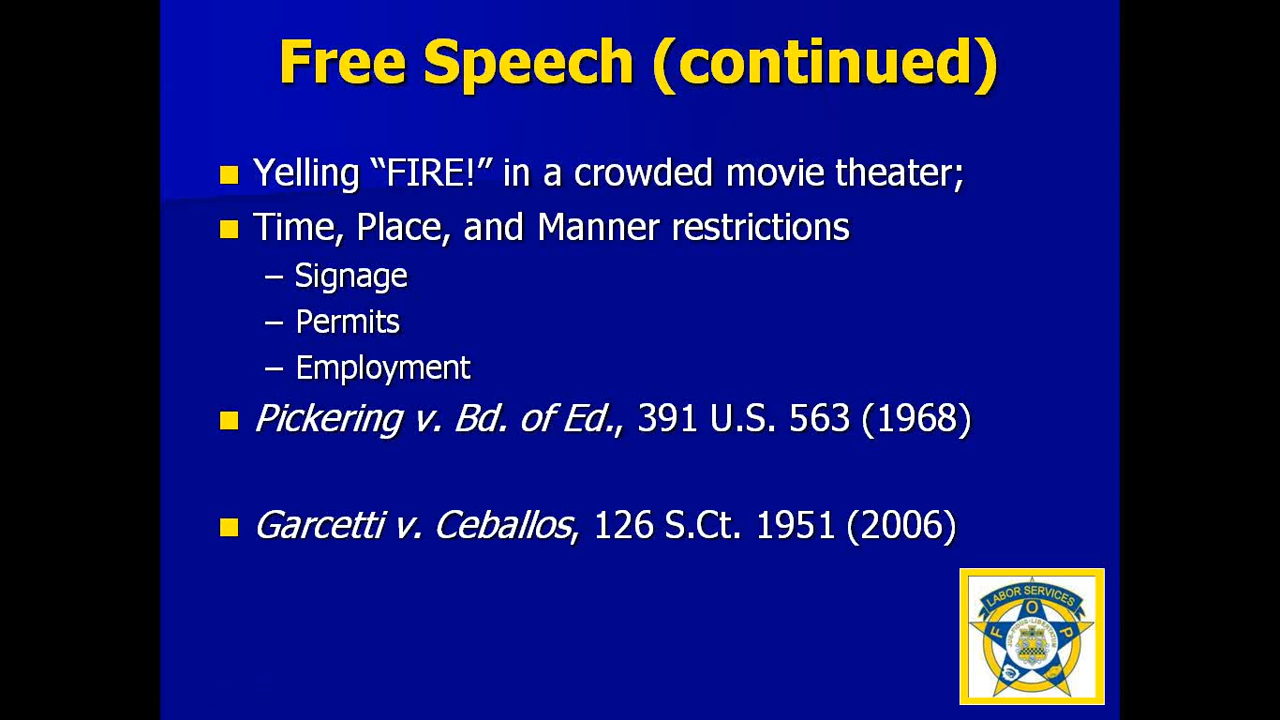 Free Speech (continued)
Yelling “FIRE!” in a crowded movie theater;
Time, Place, and Manner restrictions
– Signage
– Permits
– Employment
Pickering v. Bd. of Ed., 391 U.S. 563 (1968)
Garcetti v. Ceballos, 126 S.Ct. 1951 (2006)
LABOR SERVICES
F O P